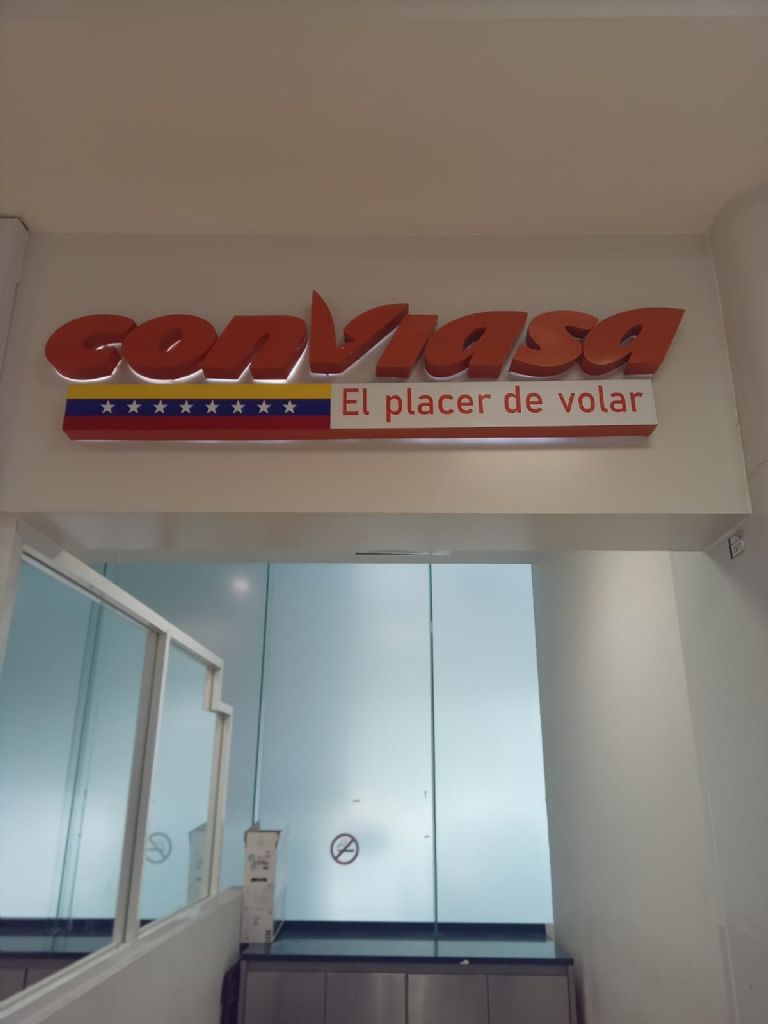 conviasa
El placer de volar